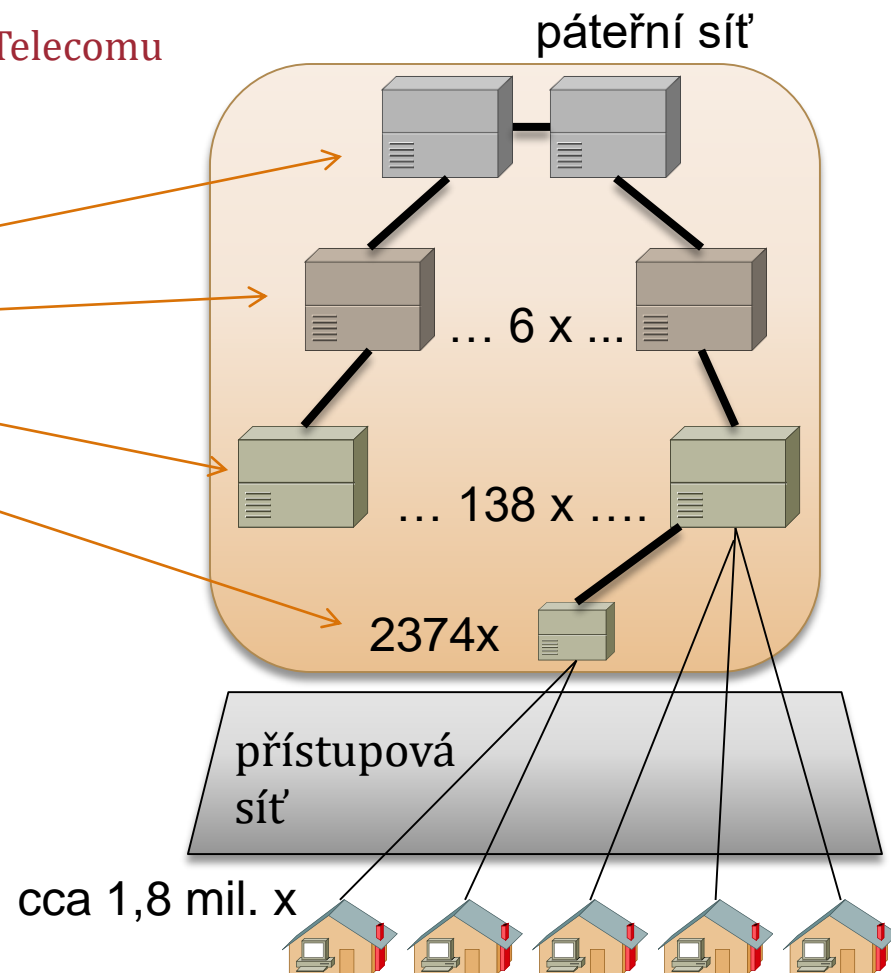 Telecomu
páteřní síť
… 6 x ...
… 138 x ….
2374x
přístupová
síť
cca 1,8 mil. x